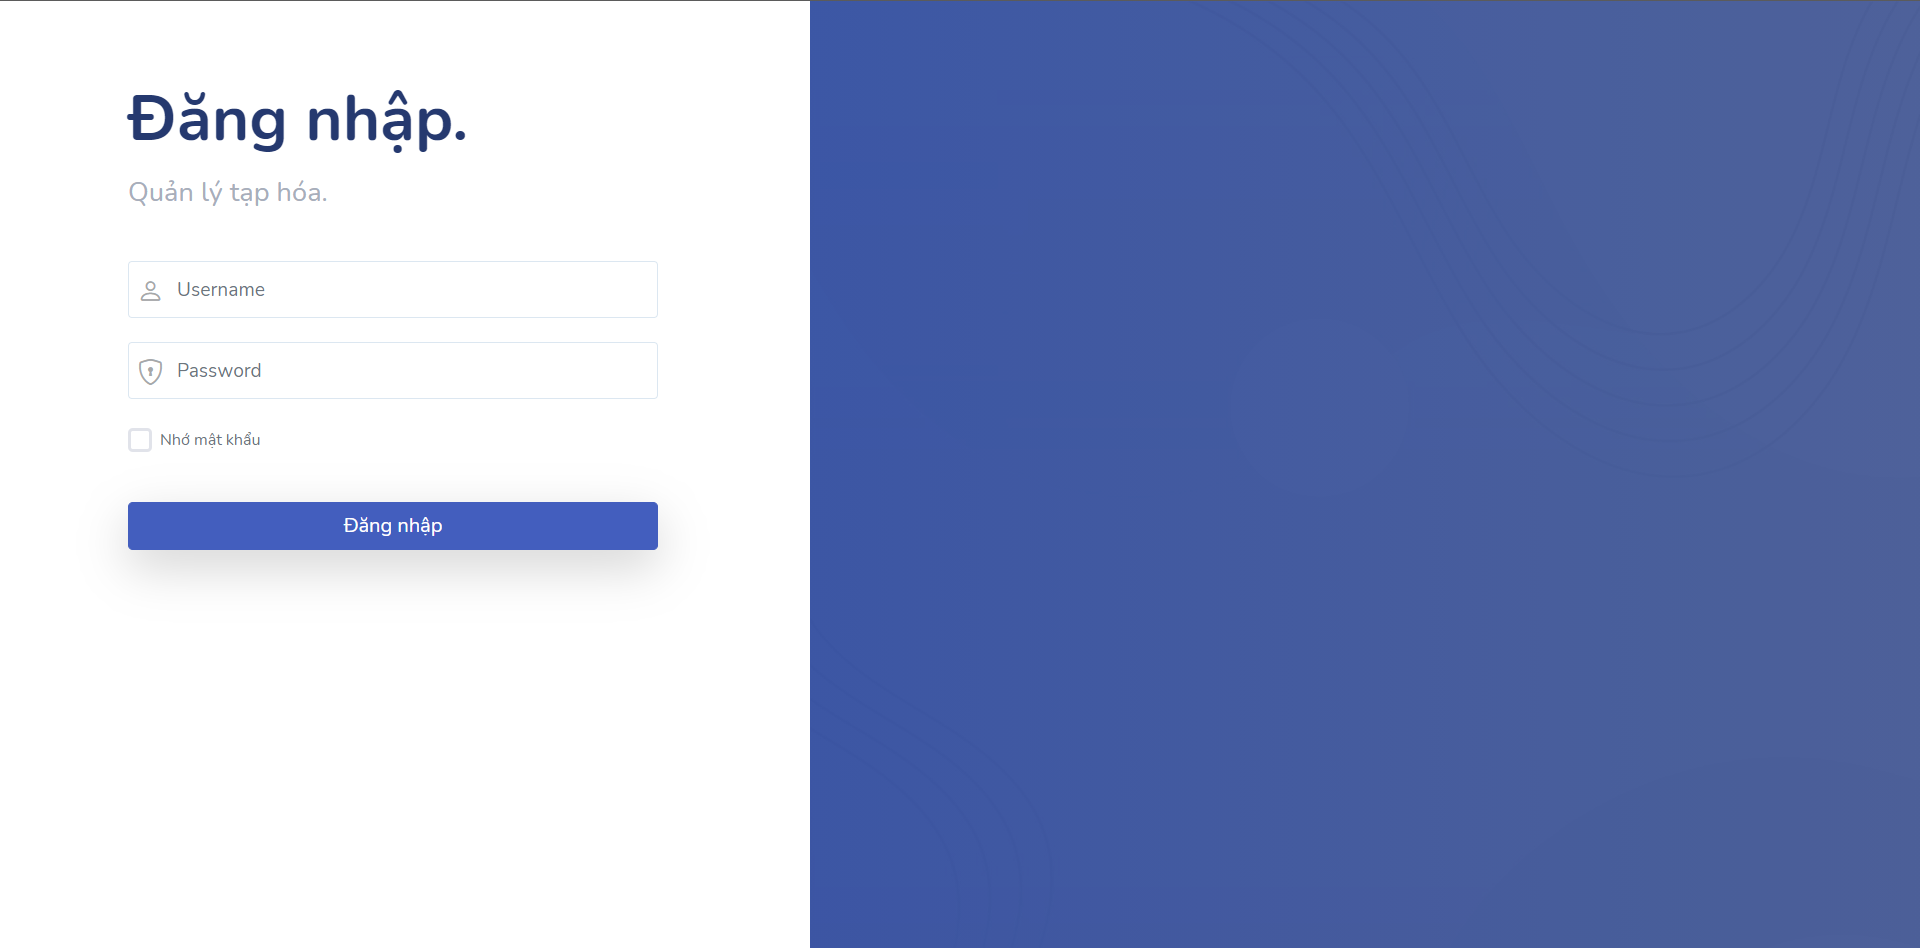 Đăng nhập.
Quản lý tạp hóa.
Username
Password
Nhớ mật khẩu
Đăng nhập